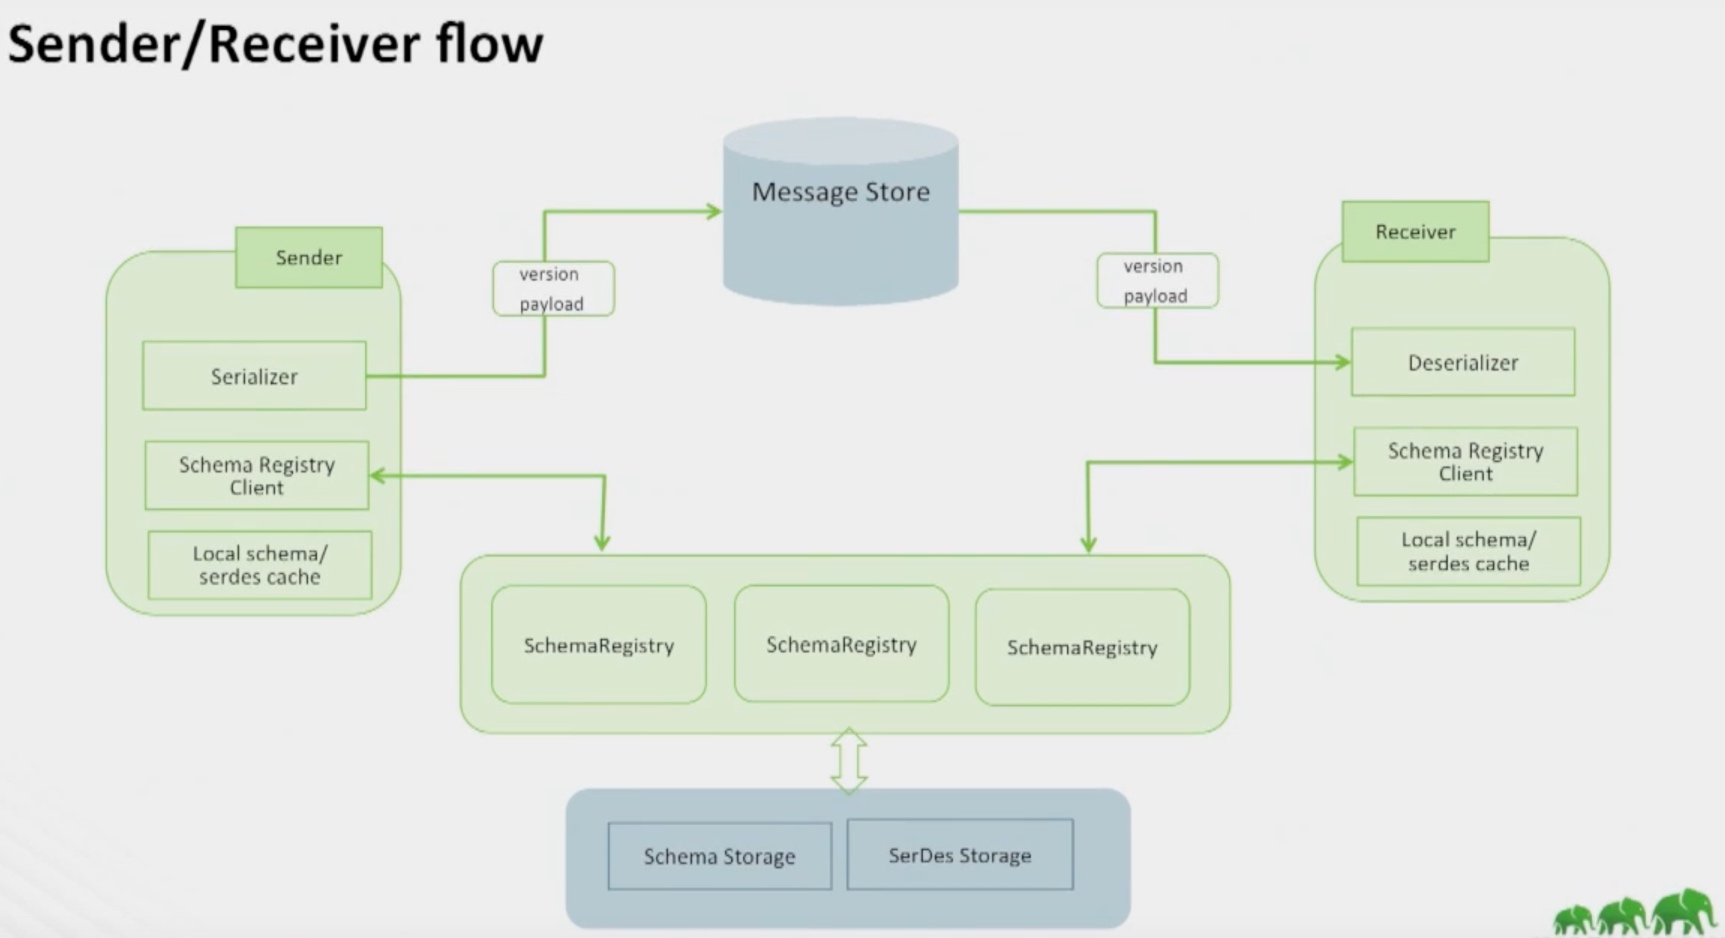 Sender/Receiver flow
Message Store
Sender
version
payload
Serializer
Schema Registry
Client
Local schema/
serdes cache
Receiver
version
payload
Deserializer
Schema Registry
Client
Local schema/
serdes cache
SchemaRegistry
SchemaRegistry
SchemaRegistry
Schema Storage
SerDes Storage